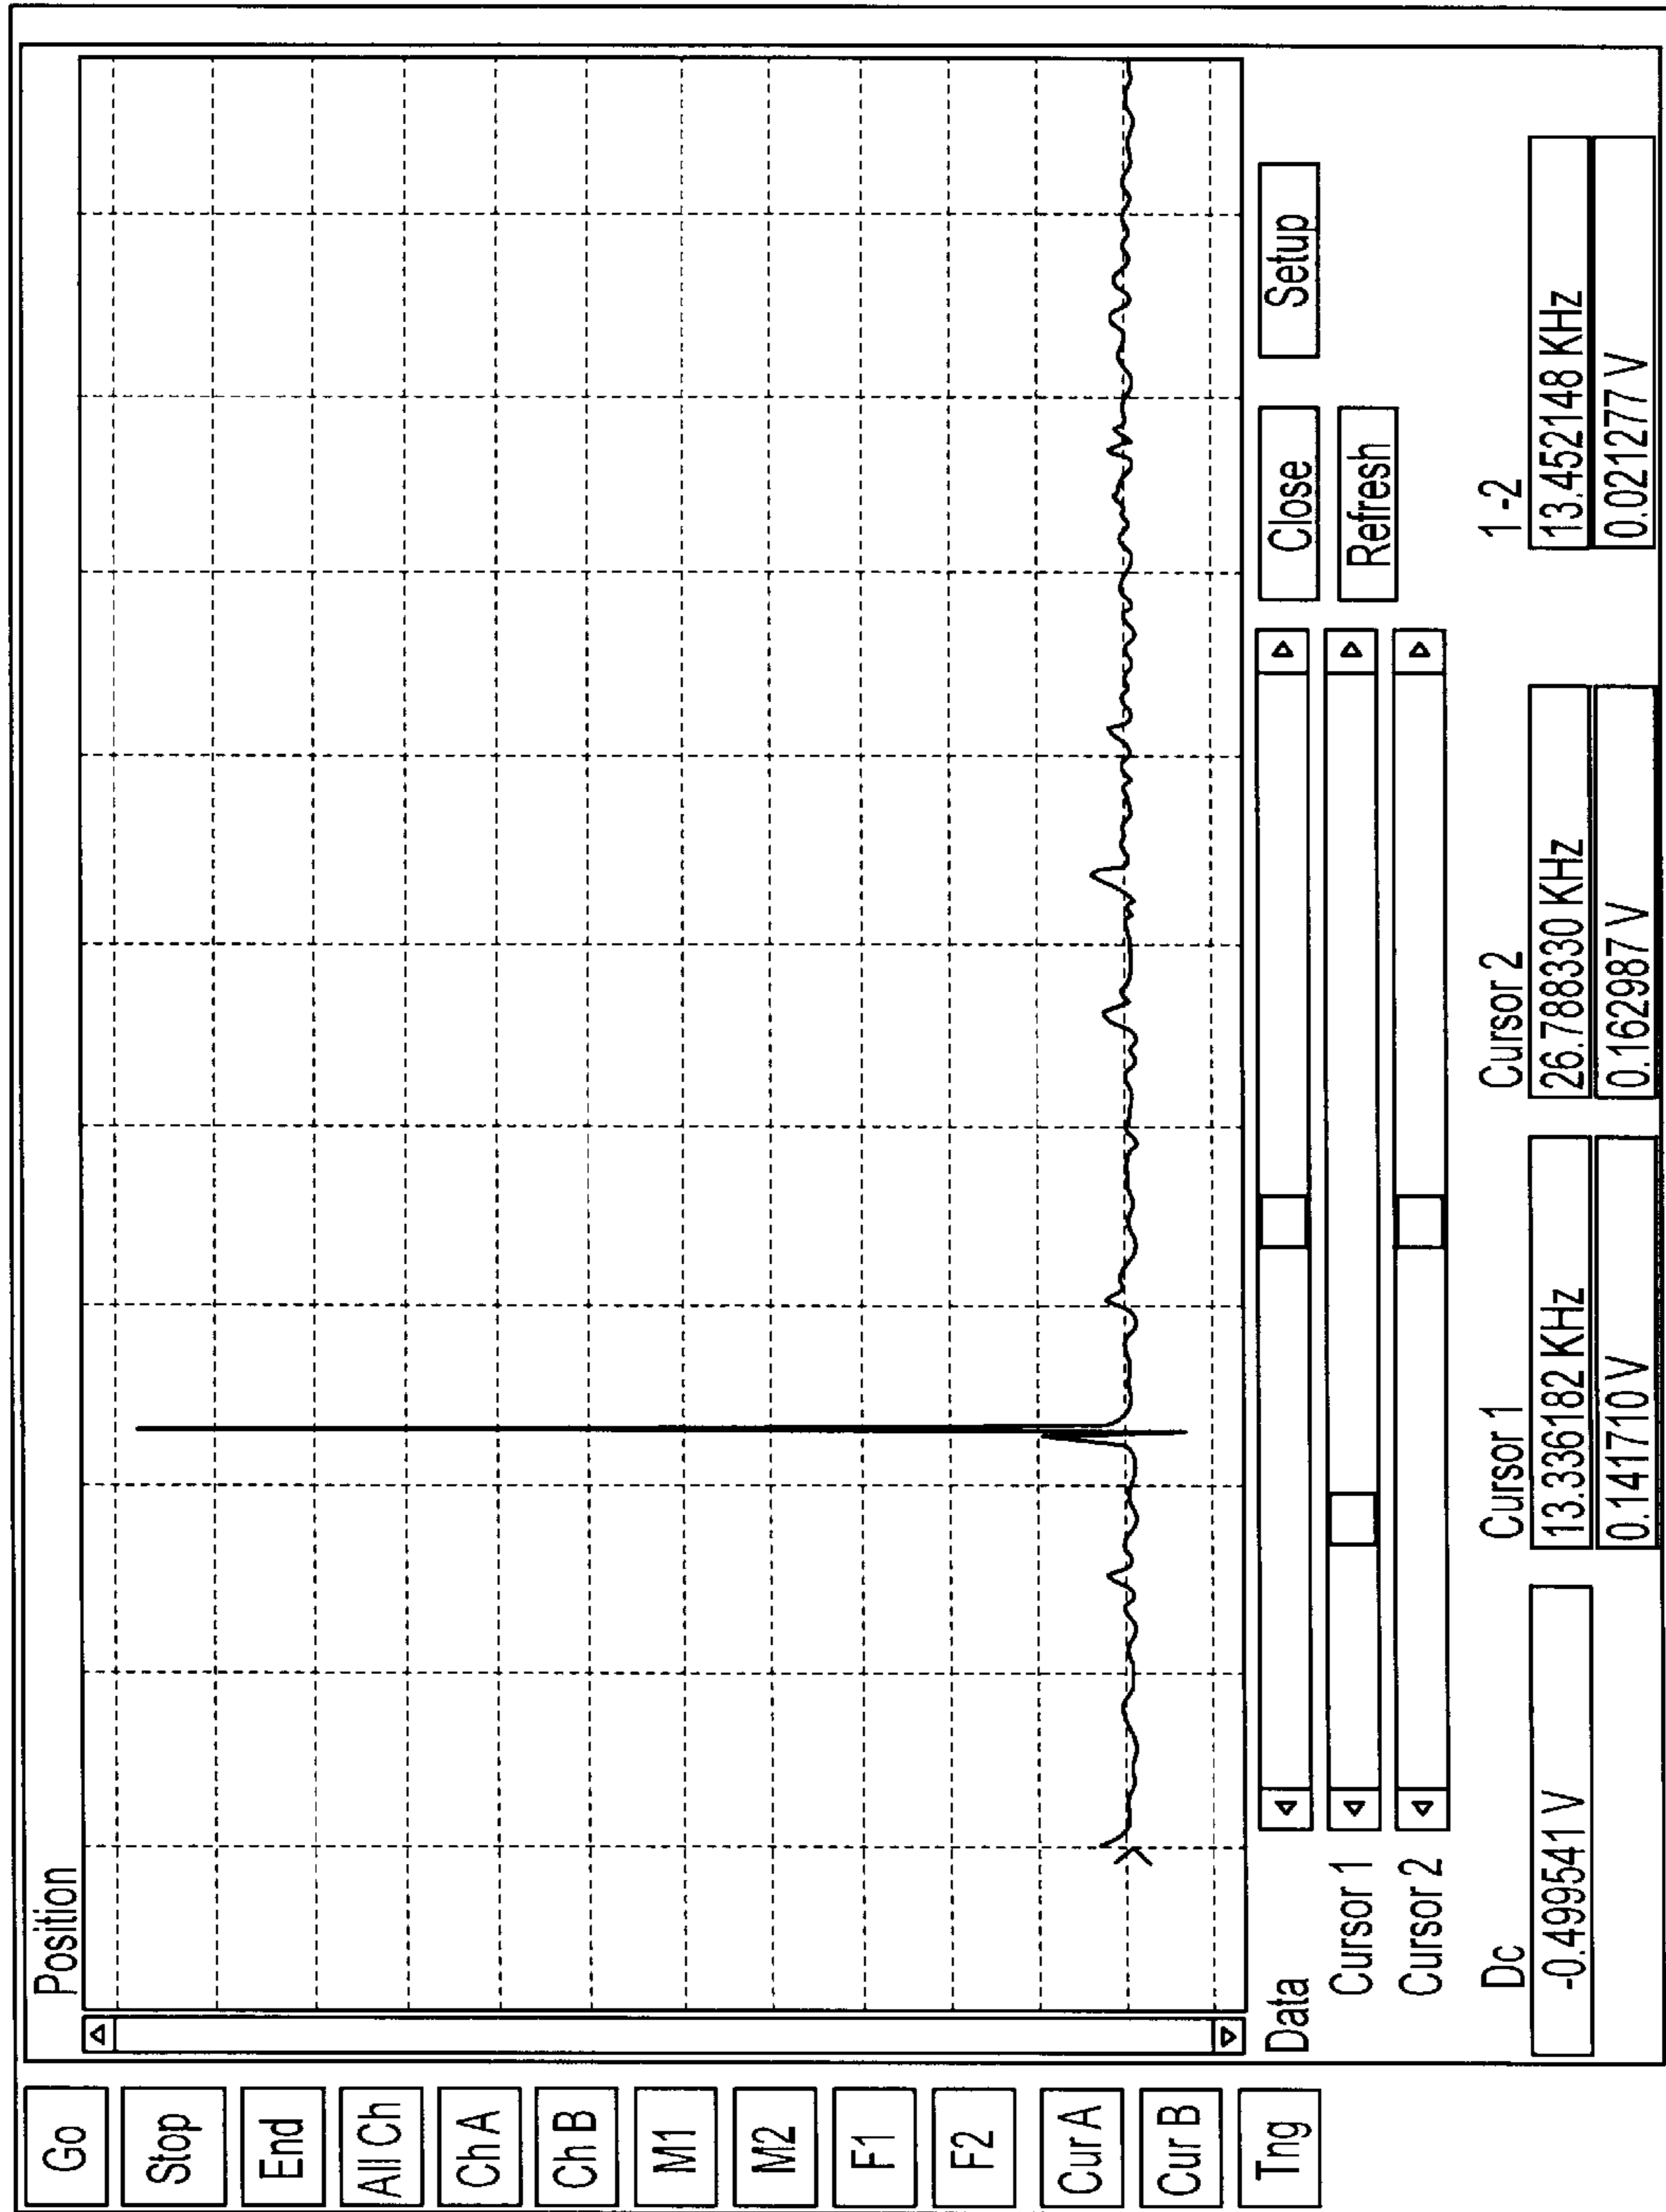 Go
Stop
End
All Ch
Ch A
Ch B
M1
M2
F1
F2
Cur A
Cur B
Tng
Position
Data
Close
Setup
Cursor 1
Refresh
Cursor 2
Dc
Cursor 1
Cursor 2
1 -2
-0.499541 V
13.336182 KHz
26.788330 KHz
13.452148 KHz
0.141710 V
0.162987 V
0.021277 V